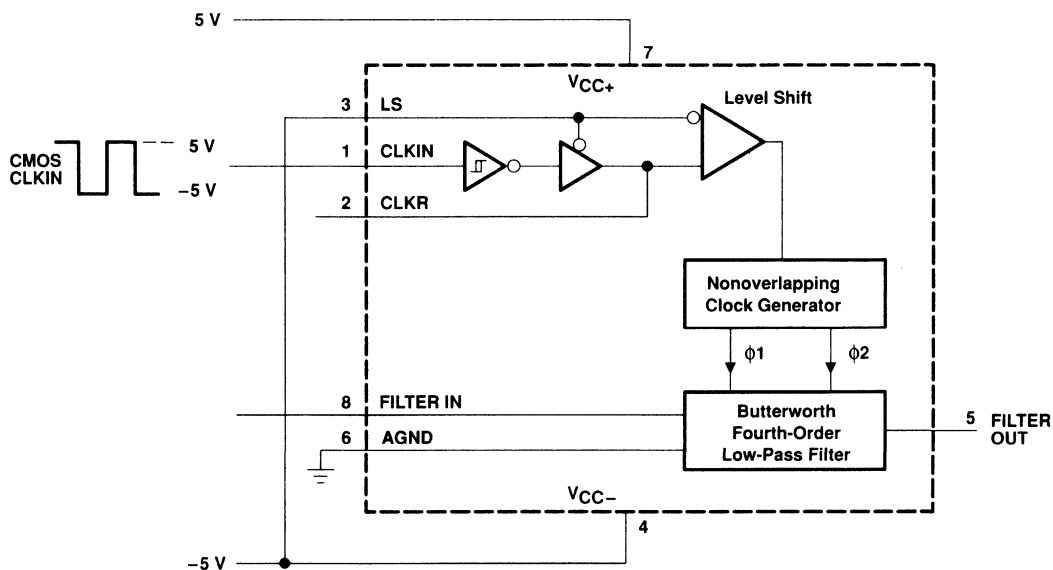 5 V
7
VCC+
3 LS
Level Shift
CMOS
CLKIN
5 V
−5 V
1 CLKIN
2 CLKR
Nonoverlapping
Clock Generator
ϕ1
ϕ2
8 FILTER IN
6 AGND
Butterworth
Fourth-Order
Low-Pass Filter
5 FILTER
OUT
VCC−
4
−5 V